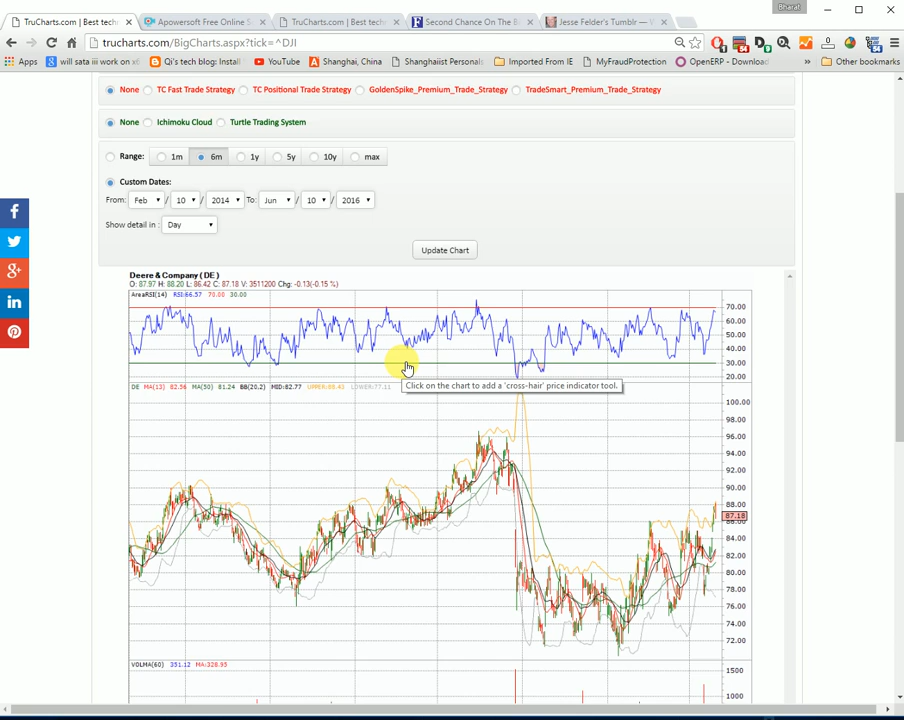 Bharat
TruCharts.com | Best tech
Apowersoft Free Online S
TruCharts.com | Best tech
Second Chance On The B
Jesse Felder's Tumblr — W
trucharts.com/BigCharts.aspx?tick=^DJI
Apps
will sata iii work on x6
Qi's tech blog: Install
YouTube
Shanghai, China
Shanghaiist Personals
Imported From IE
MyFraudProtection
OpenERP - Download
»
Other bookmarks
None TC Fast Trade Strategy TC Positional Trade Strategy GoldenSpike_Premium_Trade_Strategy TradeSmart_Premium_Trade_Strategy
None Ichimoku Cloud Turtle Trading System
Range: 1m 6m 1y 5y 10y max
Custom Dates:
From: Feb / 10 / 2014 To: Jun / 10 / 2016
Show detail in : Day
Update Chart
Deere & Company ( DE )
O: 87.97 H: 88.20 L: 86.42 C: 87.18 V: 3511200 Chg: -0.13(-0.15 %)
AreaRSI(14) RSI:66.57 70.00 30.00
70.00
60.00
50.00
40.00
30.00
20.00
Click on the chart to add a 'cross-hair' price indicator tool.
DE MA(13) 82.56 MA(50) 81.24 BB(20.2) MID:82.77 UPPER:88.43 LOWER:77.11
100.00
98.00
96.00
94.00
92.00
90.00
88.00
87.18
86.00
84.00
82.00
80.00
78.00
76.00
74.00
72.00
VOLMA(60) 351.12 MA:328.95
1500
1000